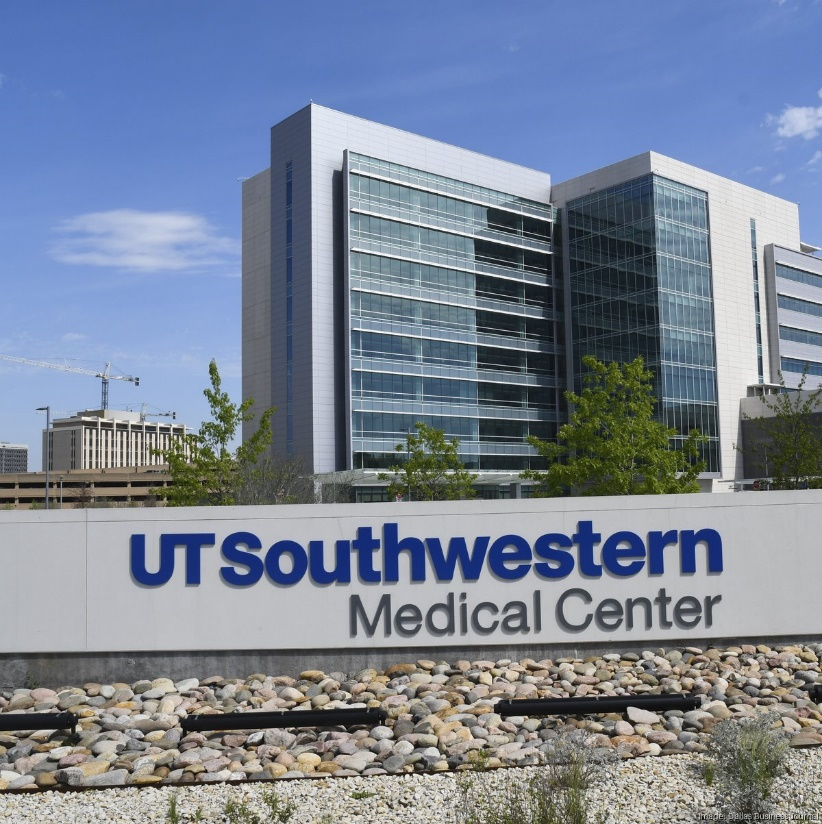 UTSouthwestern
Medical Center
Image: Dallas Business Journal